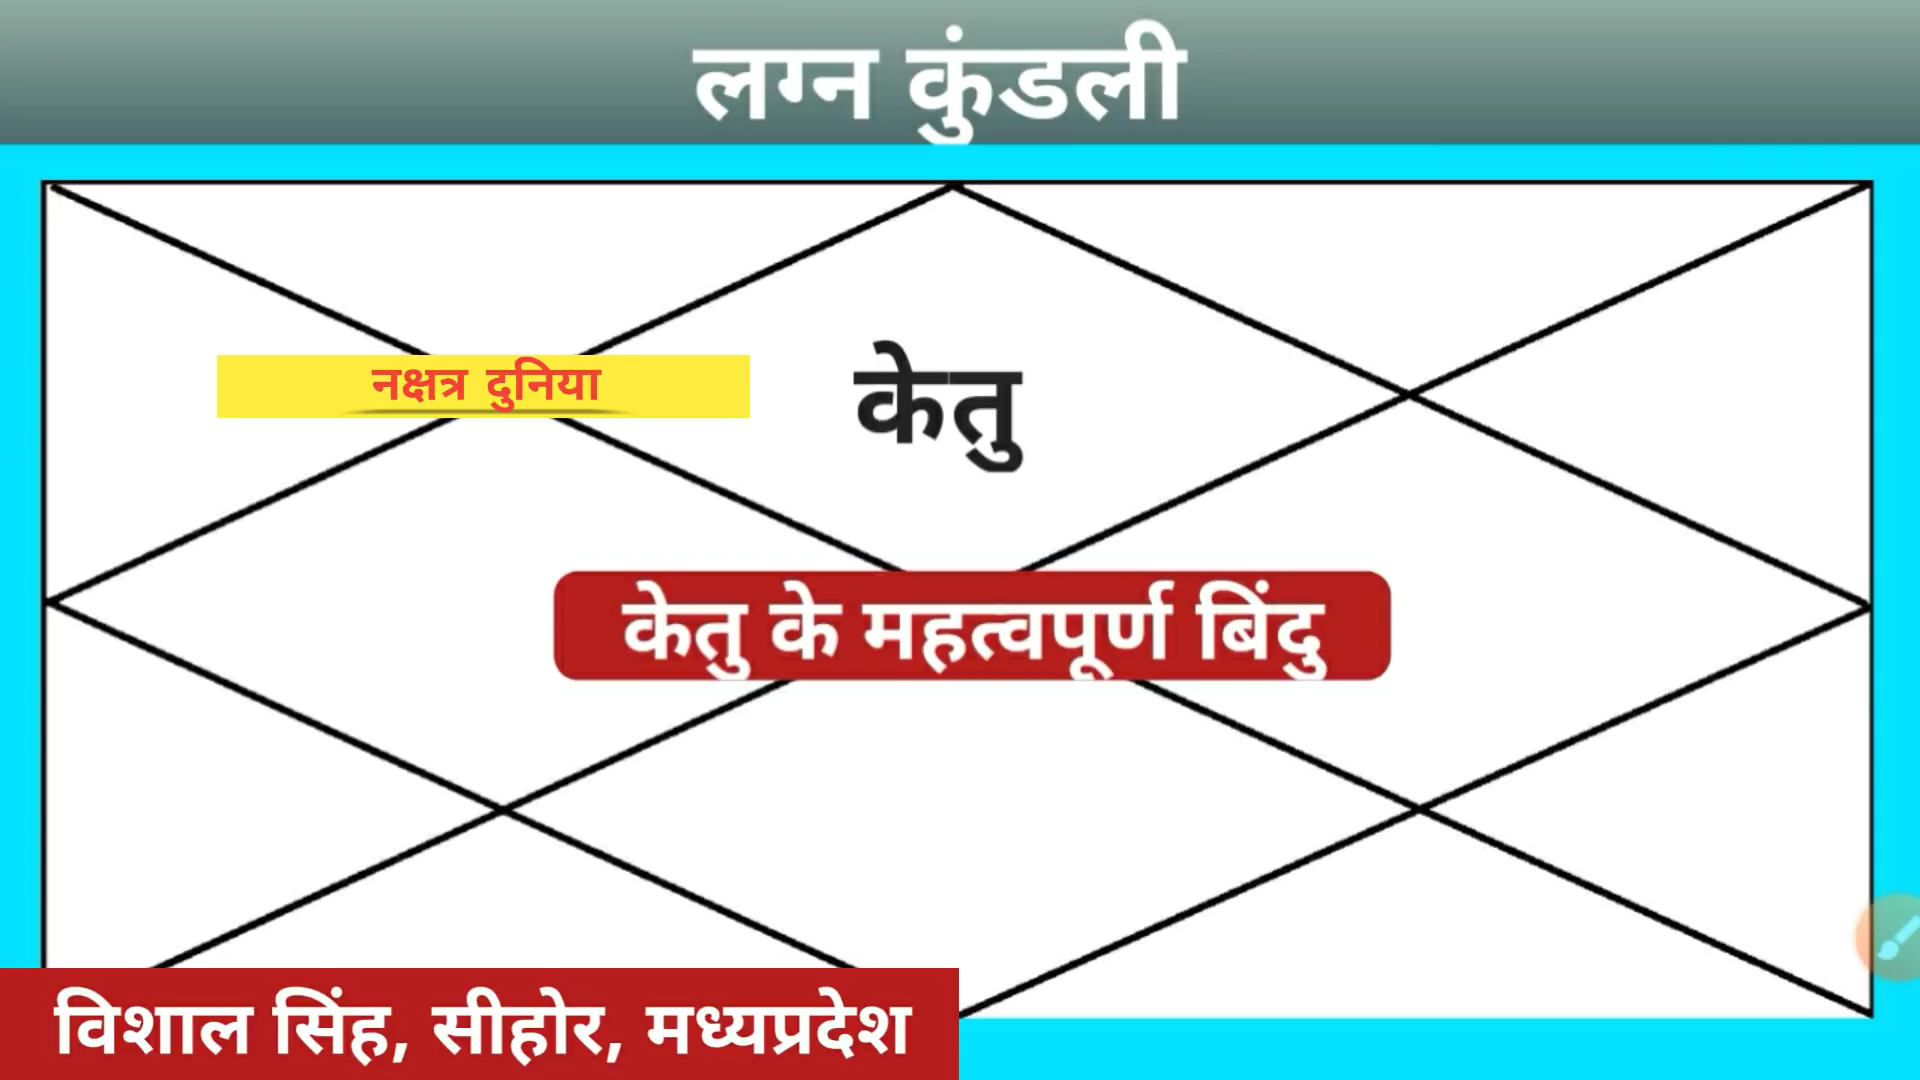 लग्न कुंडली
नक्षत्र दुनिया
केतु
केतु के महत्वपूर्ण बिंदु
विशाल सिंह, सीहोर, मध्यप्रदेश